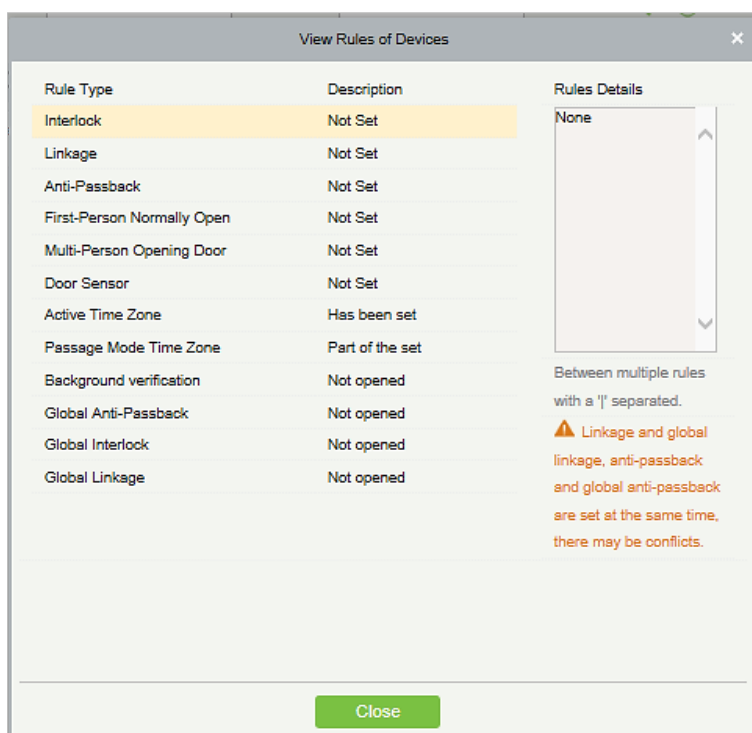 View Rules of Devices
×
Rule Type Description Rules Details
Interlock Not Set None
Linkage Not Set
Anti-Passback Not Set
First-Person Normally Open Not Set
Multi-Person Opening Door Not Set
Door Sensor Not Set
Active Time Zone Has been set
Passage Mode Time Zone Part of the set
Background verification Not opened
Global Anti-Passback Not opened
Global Interlock Not opened
Global Linkage Not opened
Between multiple rules
with a '|' separated.
Linkage and global
linkage, anti-passback
and global anti-passback
are set at the same time,
there may be conflicts.
Close